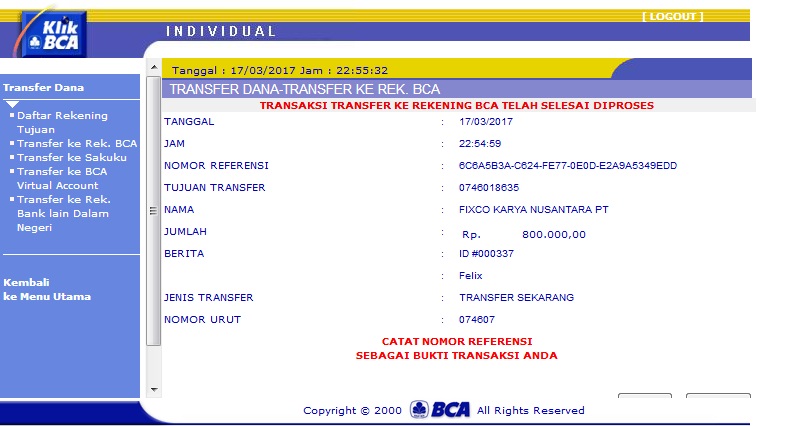 [ LOGOUT ]
Klik
BCA
INDIVIDUAL
Tanggal : 17/03/2017 Jam : 22:55:32
Transfer Dana
Daftar Rekening
Tujuan
Transfer ke Rek. BCA
Transfer ke Sakuku
Transfer ke BCA
Virtual Account
Transfer ke Rek.
Bank lain Dalam
Negeri
Kembali
ke Menu Utama
TRANSFER DANA-TRANSFER KE REK. BCA
TRANSAKSI TRANSFER KE REKENING BCA TELAH SELESAI DIPROSES
TANGGAL : 17/03/2017
JAM : 22:54:59
NOMOR REFERENSI : 6C6A5B3A-C624-FE77-0E0D-E2A9A5349EDD
TUJUAN TRANSFER : 0746018635
NAMA : FIXCO KARYA NUSANTARA PT
JUMLAH : Rp. 800.000,00
BERITA : ID #000337
: Felix
JENIS TRANSFER : TRANSFER SEKARANG
NOMOR URUT : 074607
CATAT NOMOR REFERENSI
SEBAGAI BUKTI TRANSAKSI ANDA
Copyright © 2000 BCA All Rights Reserved